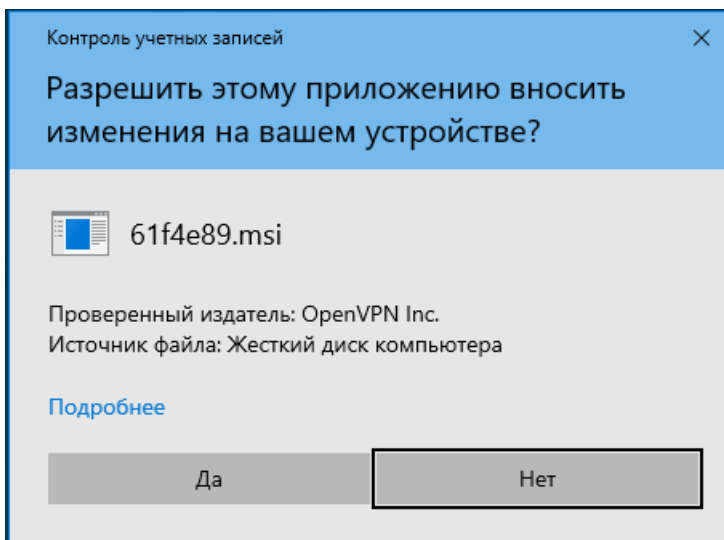 Контроль учетных записей
Разрешить этому приложению вносить
изменения на вашем устройстве?
61f4e89.msi
Проверенный издатель: OpenVPN Inc.
Источник файла: Жесткий диск компьютера
Подробнее
Да
Нет